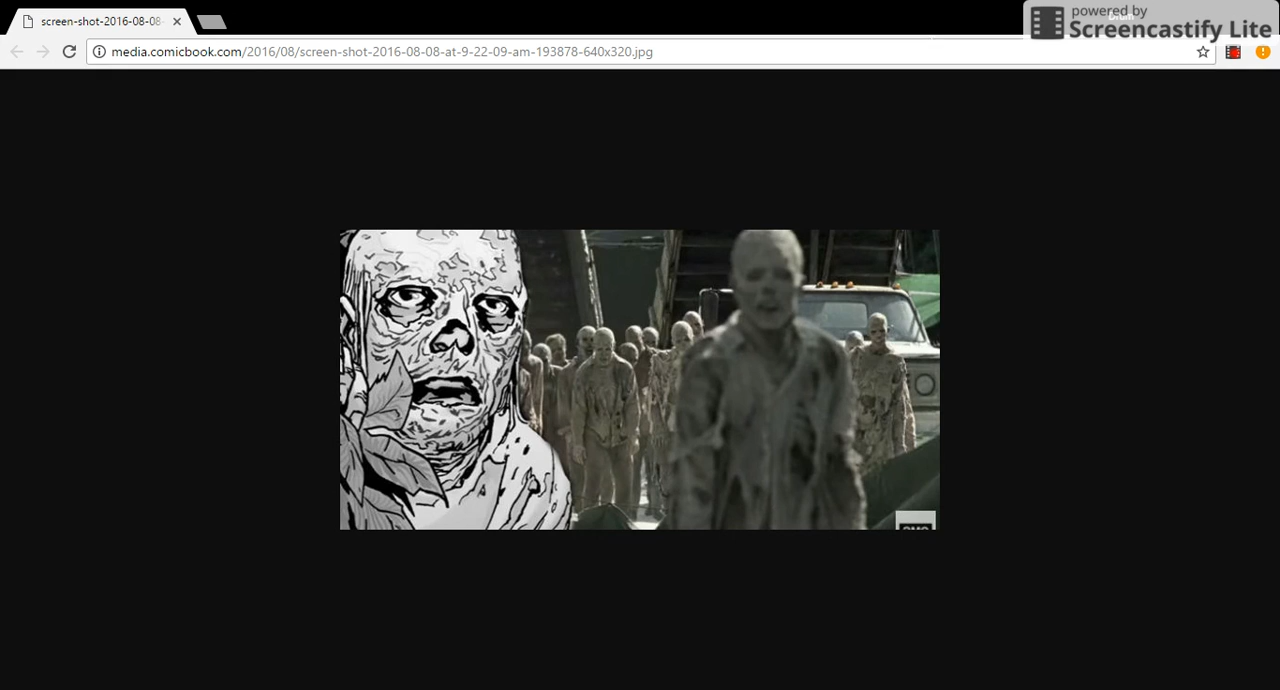 screen-shot-2016-08-08-
powered by
Screencastify Lite
media.comicbook.com/2016/08/screen-shot-2016-08-08-at-9-22-09-am-193878-640x320.jpg